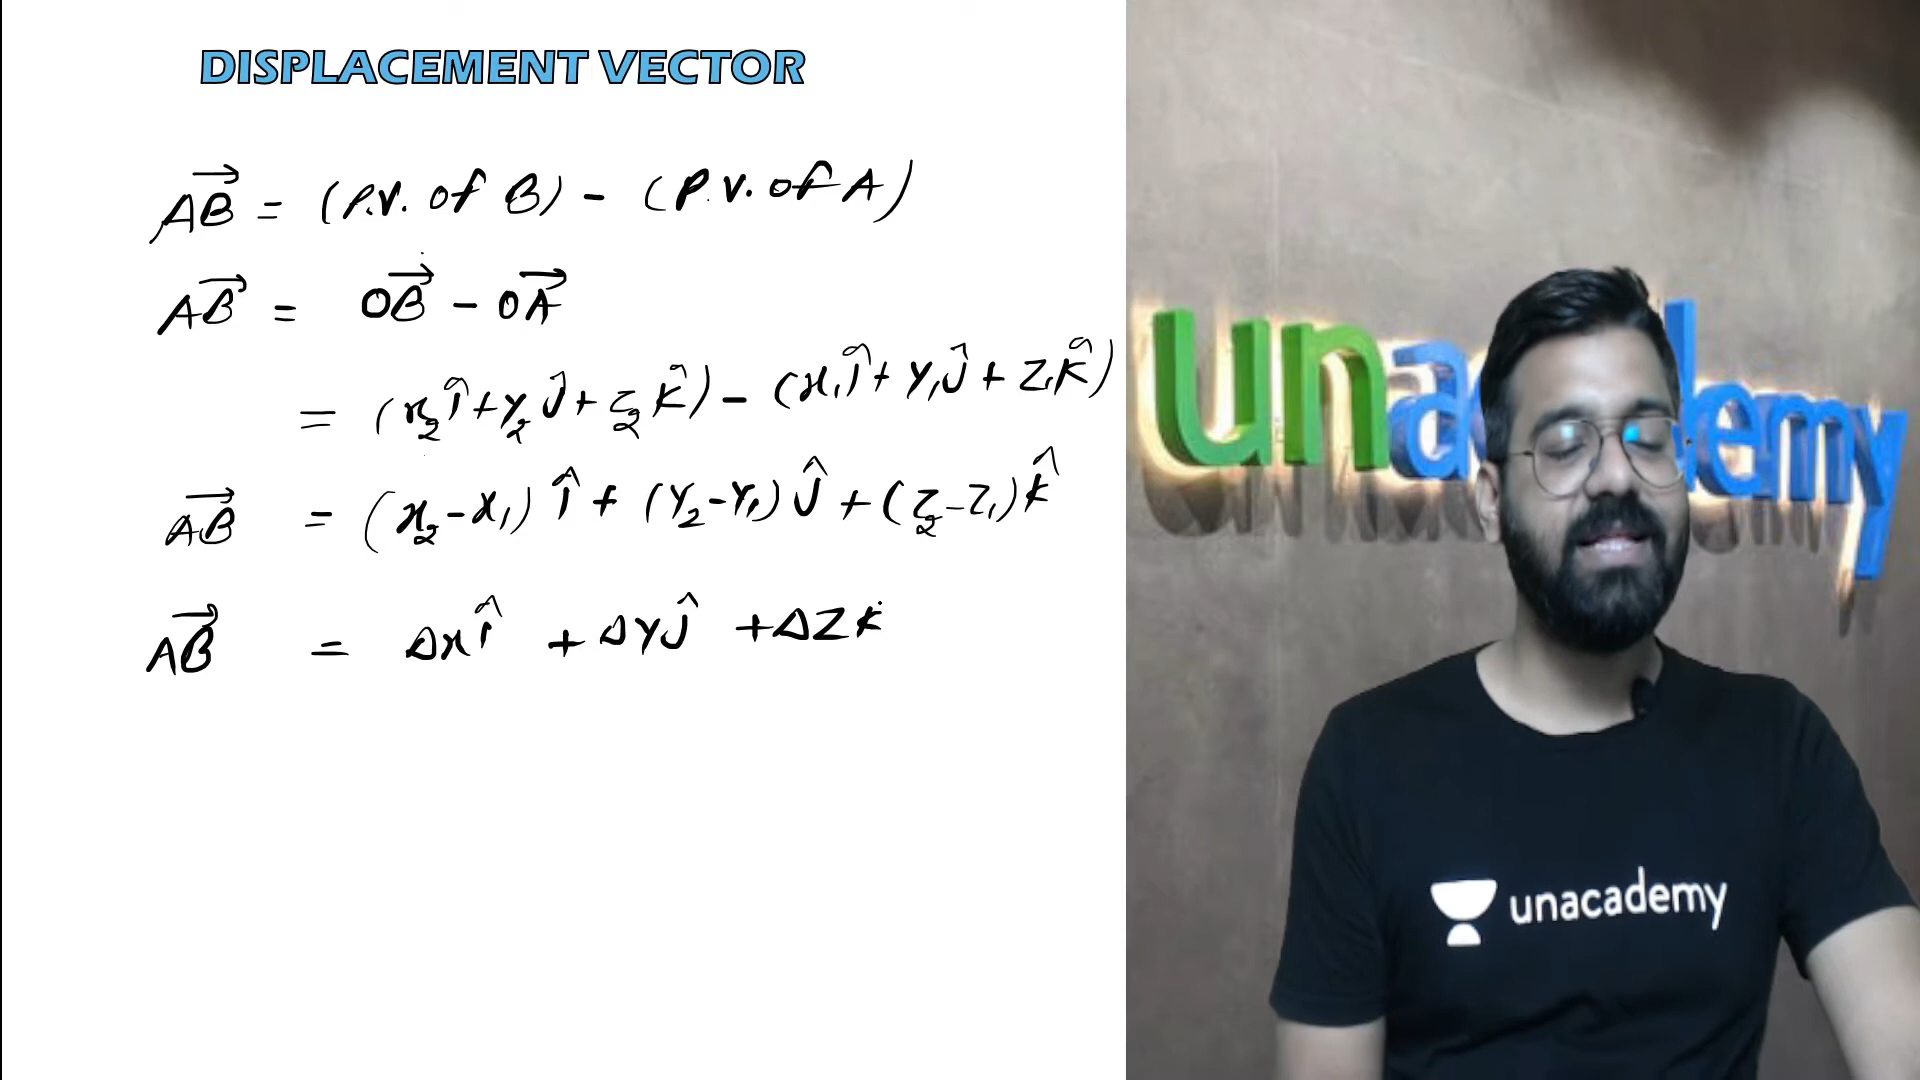 DISPLACEMENT VECTOR
AB⃗ = (P.V. of B) - (P.V. of A)
AB⃗ = OB⃗ - OA⃗
= (x₂î + y₂ĵ + z₂k̂) - (x₁î + y₁ĵ + z₁k̂)
AB⃗ = (x₂ - x₁) î + (y₂ - y₁) ĵ + (z₂ - z₁) k̂
AB⃗ = Δxî + Δyĵ + Δzk
unacademy
unacademy